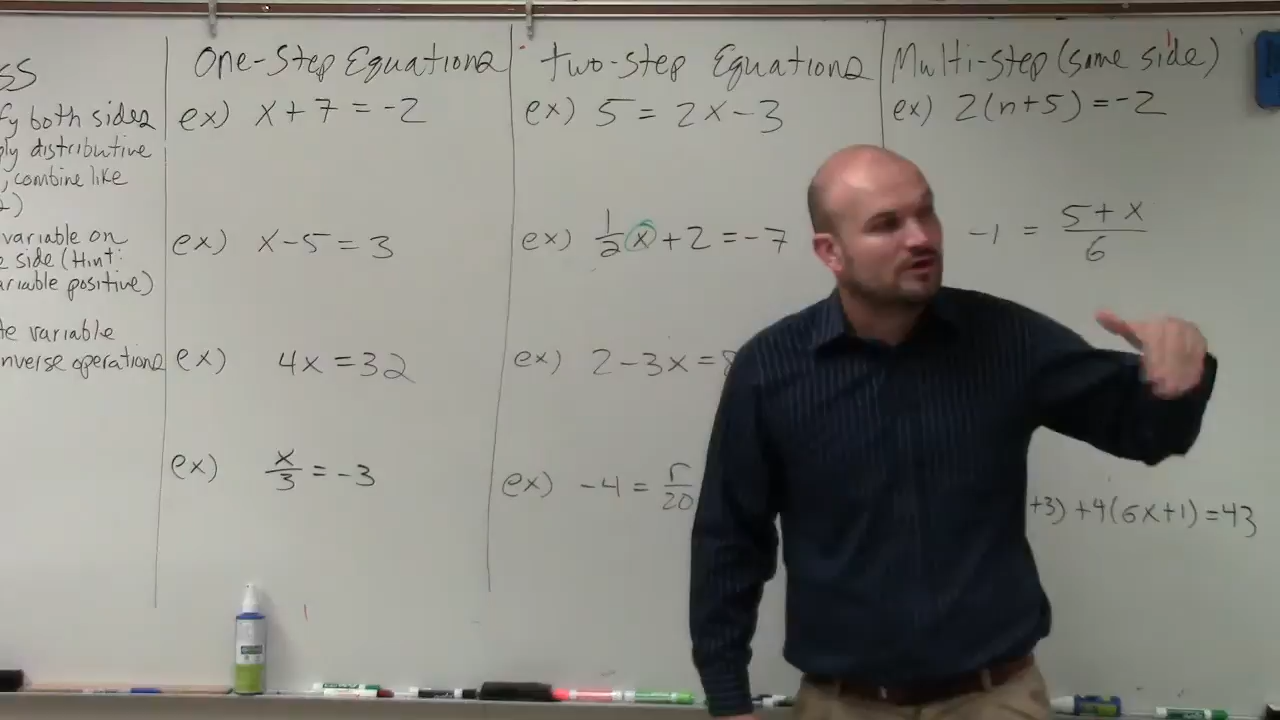 SS
fy both sides
ply distributive
, combine like
variable on
e side (Hint:
ariable positive)
te variable
nverse operations
One-Step Equations
ex) x + 7 = -2
ex) x - 5 = 3
ex) 4x = 32
ex) x/3 = -3
Two-step Equations
ex) 5 = 2x - 3
ex) 1/2 x + 2 = -7
ex) 2 - 3x = 8
ex) -4 = r/20
Multi-step (same side)
ex) 2(n+5) = -2
-1 = 5 + x / 6
+3) + 4(6x+1) = 43